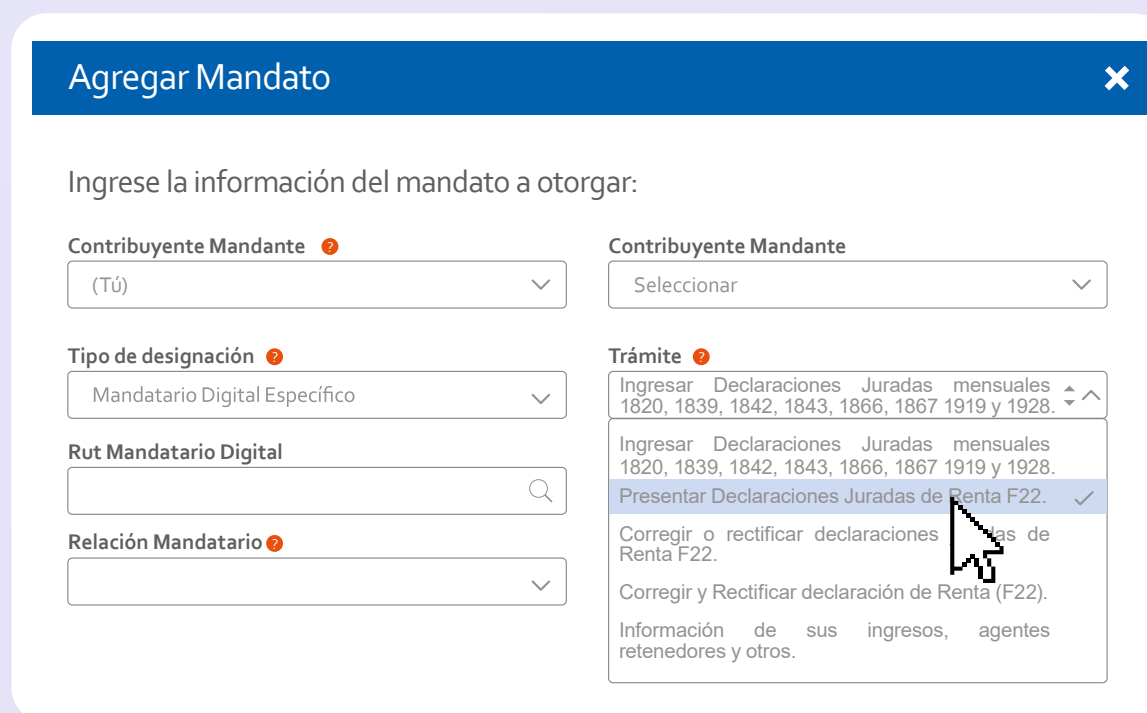 Agregar Mandato
Ingrese la información del mandato a otorgar:
Contribuyente Mandante ?
(Tú)
Contribuyente Mandante
Seleccionar
Tipo de designación ?
Mandatario Digital Específico
Trámite ?
Ingresar Declaraciones Juradas mensuales
1820, 1839, 1842, 1843, 1866, 1867 1919 y 1928.
Rut Mandatario Digital
Relación Mandatario ?
Ingresar Declaraciones Juradas mensuales
1820, 1839, 1842, 1843, 1866, 1867 1919 y 1928.
Presentar Declaraciones Juradas de Renta F22.
Corregir o rectificar declaraciones de
Renta F22.
Corregir y Rectificar declaración de Renta (F22).
Información de sus ingresos, agentes
retenedores y otros.